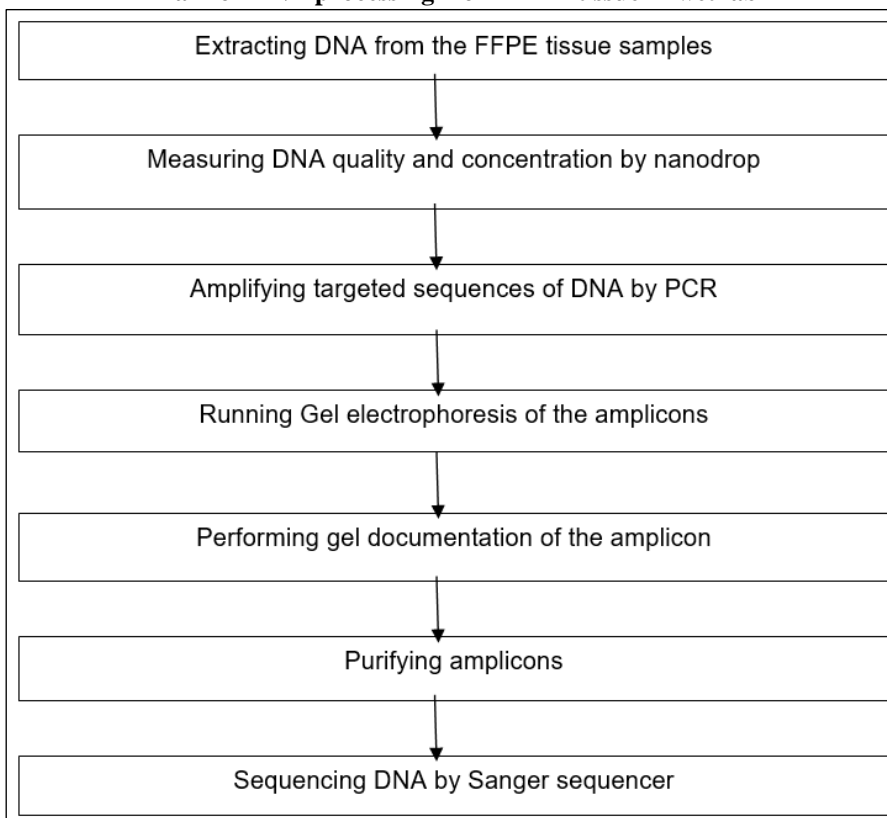 Extracting DNA from the FFPE tissue samples
Measuring DNA quality and concentration by nanodrop
Amplifying targeted sequences of DNA by PCR
Running Gel electrophoresis of the amplicons
Performing gel documentation of the amplicon
Purifying amplicons
Sequencing DNA by Sanger sequencer